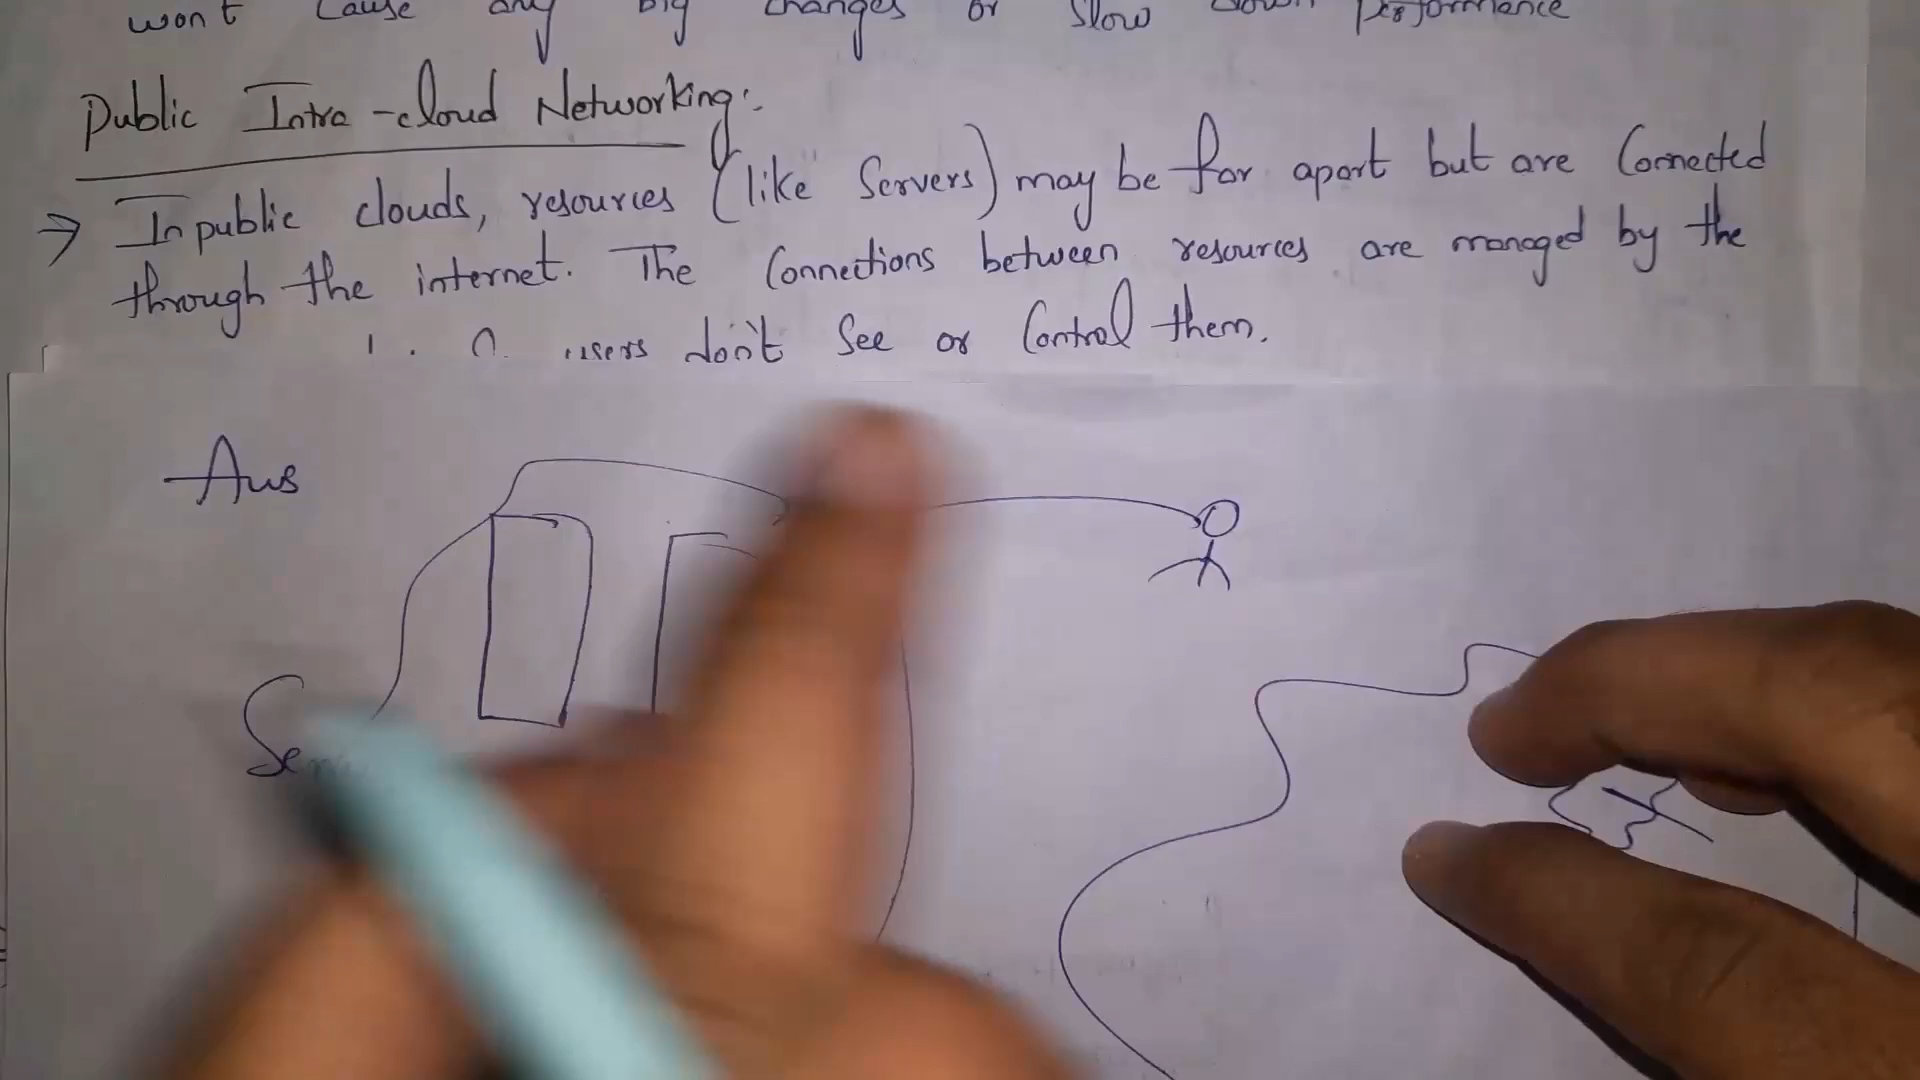 won't cause any big changes or slow down performance
Public Intra-cloud Networking:
→ In public clouds, resources (like Servers) may be far apart but are Connected
through the internet. The Connections between resources are managed by the
users don't See or Control them.
Aus